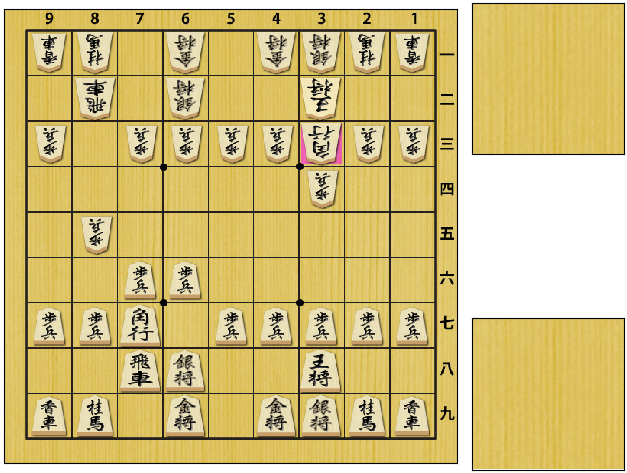 9 8 7 6 5 4 3 2 1
香車 桂馬 金将 金将 銀将 桂馬 香車 一
飛車 銀将 王将 二
歩兵 歩兵 歩兵 歩兵 歩兵 角行 歩兵 歩兵 三
歩兵 四
歩兵 五
歩兵 歩兵 六
歩兵 歩兵 角行 歩兵 歩兵 歩兵 歩兵 歩兵 七
飛車 銀将 王将 八
香車 桂馬 金将 金将 銀将 桂馬 香車 九